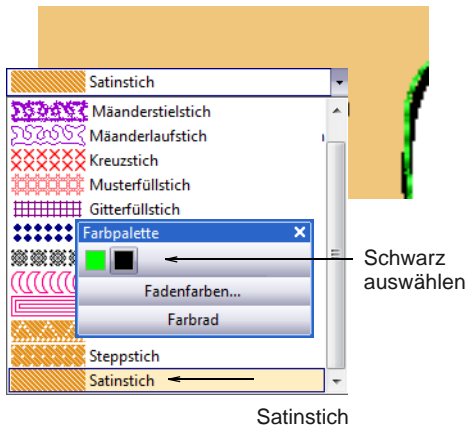 Satinstich
Mäanderstielstich
Mäanderlaufstich
Kreuzstich
Musterfüllstich
Gitterfüllstich
Farbpalette
Schwarz
auswählen
Fadenfarben...
Farbrad
Steppstich
Satinstich
Satinstich